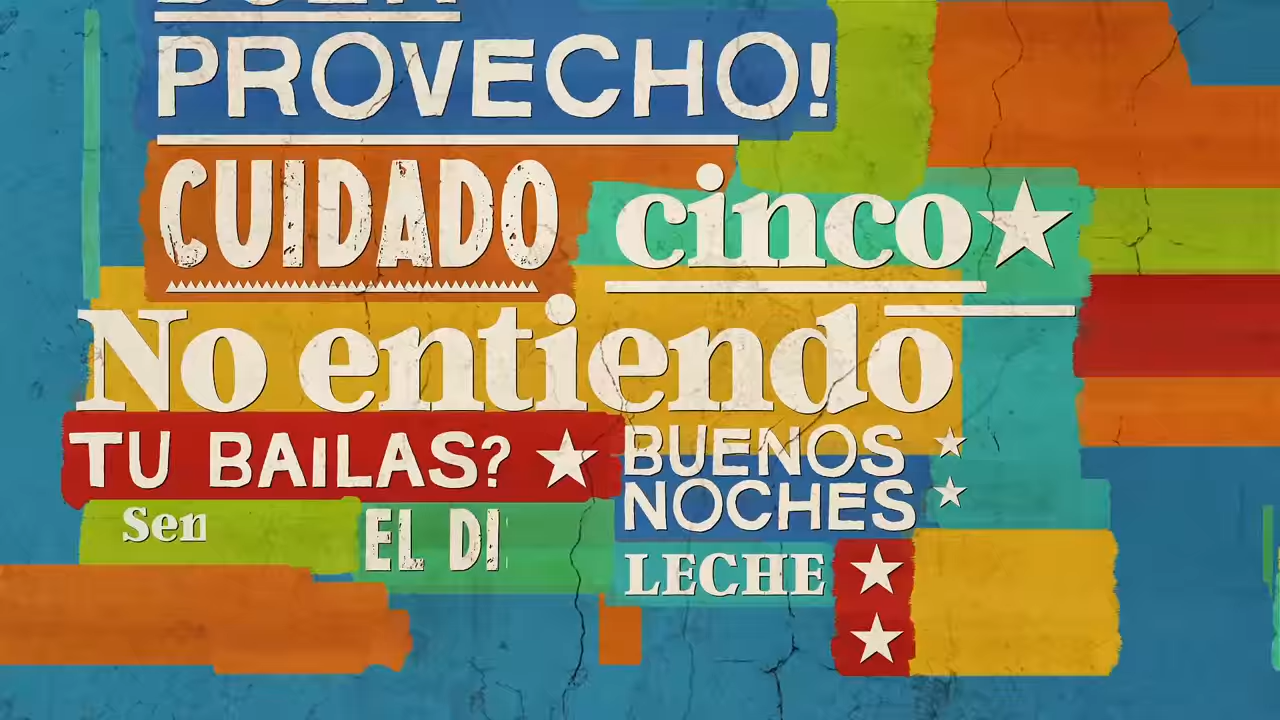 PROVECHO!
CUIDADO
cinco
No entiendo
TU BAILAS?
BUENOS
NOCHES
Sen
EL DI
LECHE